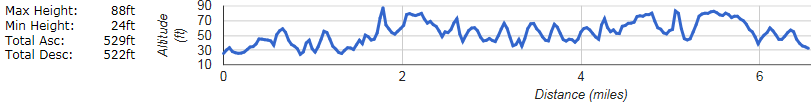 Max Height: 88ft
Min Height: 24ft
Total Asc: 529ft
Total Desc: 522ft
Altitude
(ft)
90
70
50
30
10
0
2
4
6
Distance (miles)